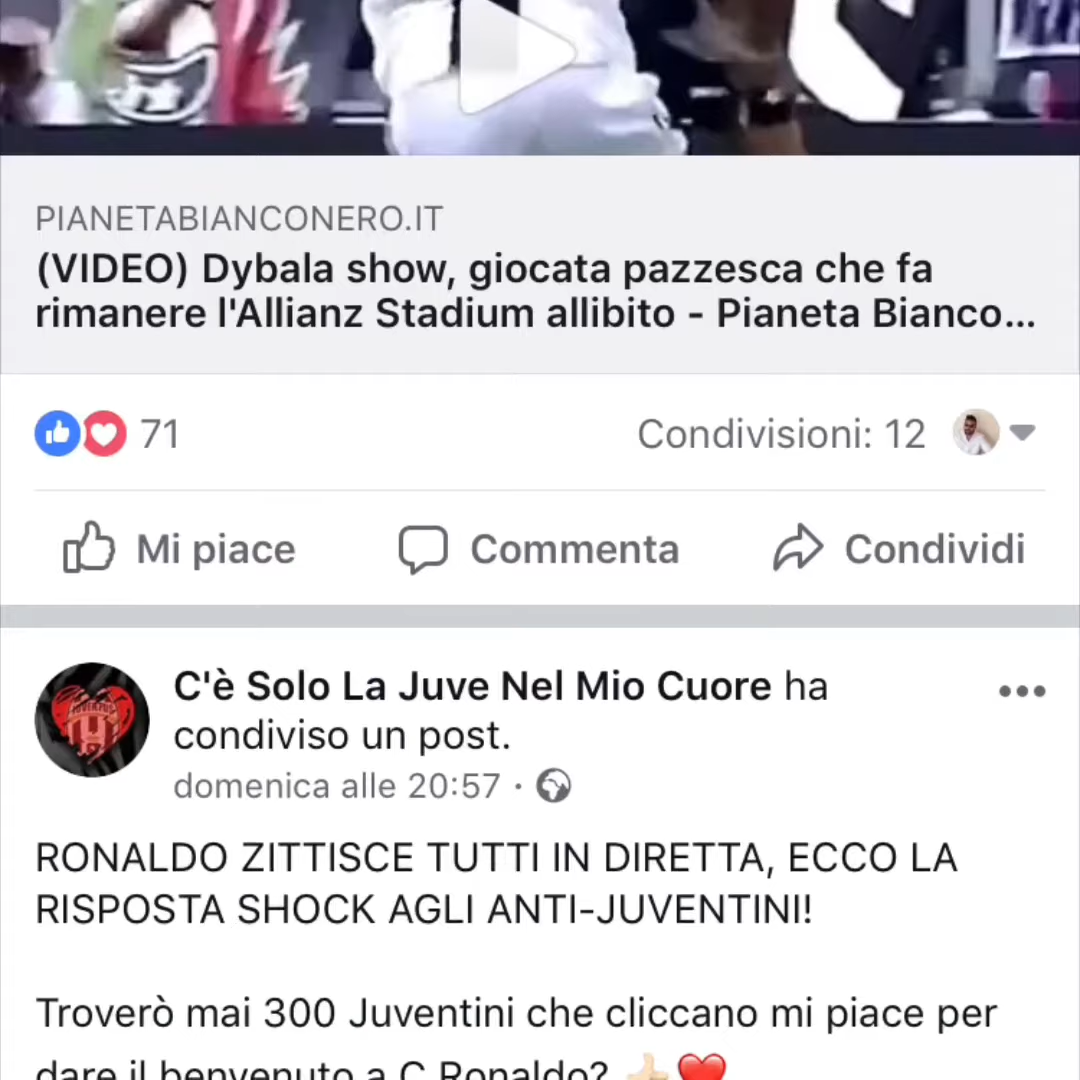 PIANETABIANCONERO.IT
(VIDEO) Dybala show, giocata pazzesca che fa
rimanere l'Allianz Stadium allibito - Pianeta Bianco...
71
Condivisioni: 12
Mi piace
Commenta
Condividi
C'è Solo La Juve Nel Mio Cuore ha
condiviso un post.
domenica alle 20:57 ·
RONALDO ZITTISCE TUTTI IN DIRETTA, ECCO LA
RISPOSTA SHOCK AGLI ANTI-JUVENTINI!
Troverò mai 300 Juventini che cliccano mi piace per
dare il benvenuto a C Ronaldo? 👍🏻❤️